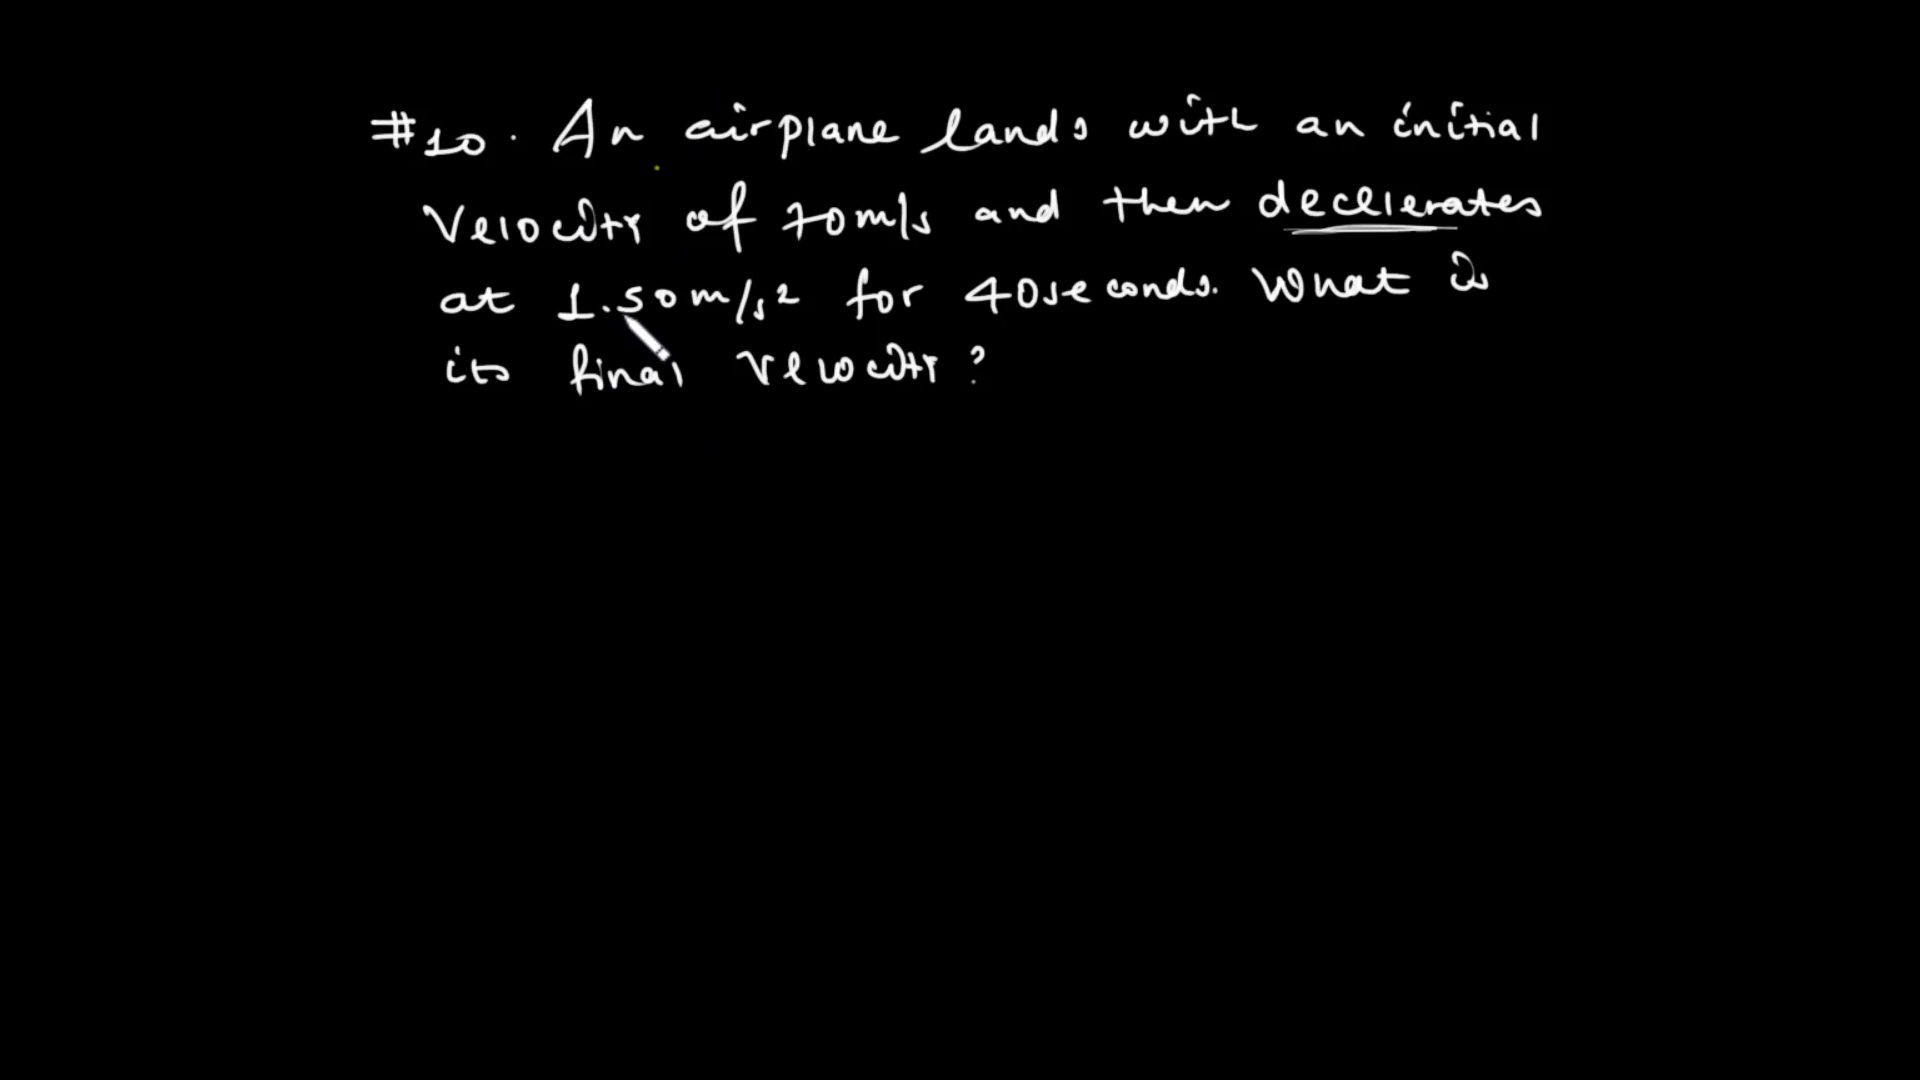 #10. An airplane lands with an initial
velocity of 70m/s and then decelerates
at 1.50m/s² for 40seconds. What is
its final velocity?